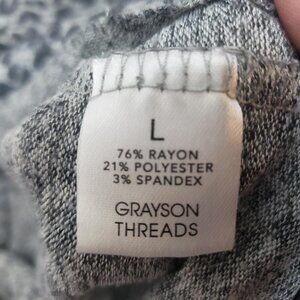 L
76% RAYON
21% POLYESTER
3% SPANDEX
GRAYSON
THREADS